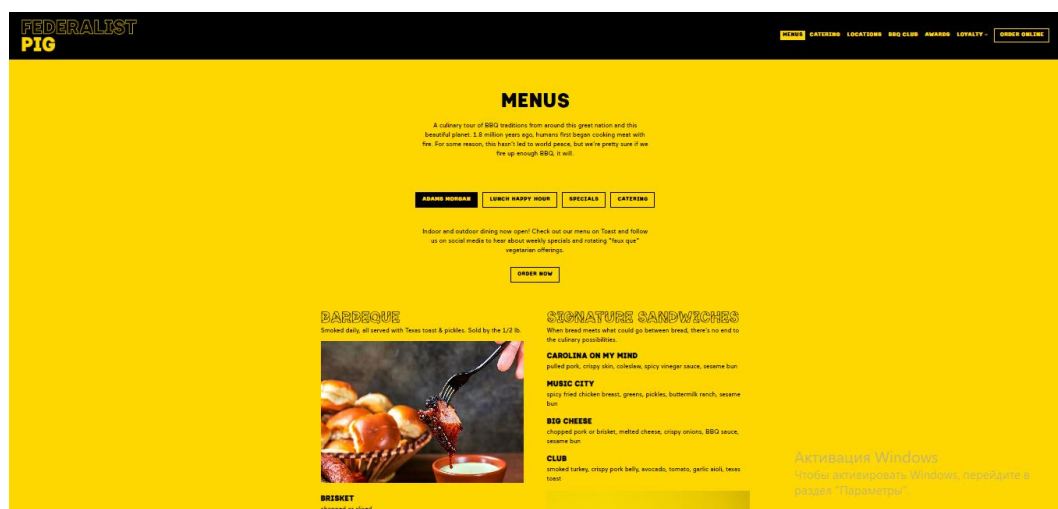 FEDERALIST
PIG
MENUS CATERING LOCATIONS BBQ CLUB AWARDS LOYALTY ORDER ONLINE
MENUS
A culinary tour of BBQ traditions from around this great nation and this
beautiful planet. 1.8 million years ago, humans first began cooking meat with
fire. For some reason, this hasn't led to world peace, but we're pretty sure if we
fire up enough BBQ, it will.
ADAMS MORGAN LUNCH HAPPY HOUR SPECIALS CATERING
Indoor and outdoor dining now open! Check out our menu on Toast and follow
us on social media to hear about weekly specials and rotating "faux que"
vegetarian offerings.
ORDER NOW
BARBEQUE
Smoked daily, all served with Texas toast & pickles. Sold by the 1/2 lb.
BRISKET
chopped or sliced
SIGNATURE SANDWICHES
When bread meets what could go between bread, there's no end to
the culinary possibilities.
CAROLINA ON MY MIND
pulled pork, crispy skin, coleslaw, spicy vinegar sauce, sesame bun
MUSIC CITY
spicy fried chicken breast, greens, pickles, buttermilk ranch, sesame
bun
BIG CHEESE
chopped pork or brisket, melted cheese, crispy onions, BBQ sauce,
sesame bun
CLUB
smoked turkey, crispy pork belly, avocado, tomato, garlic aioli, texas
toast
Активация Windows
Чтобы активировать Windows, перейдите в
раздел "Параметры".